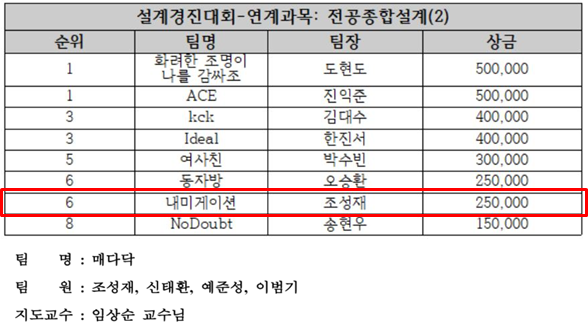 설계경진대회-연계과목: 전공종합설계(2)
순위 팀명 팀장 상금
1 화려한 조명이 나를 감싸조 도현도 500,000
1 ACE 진익준 500,000
3 kck 김대수 400,000
3 Ideal 한진서 400,000
5 여사친 박수빈 300,000
6 동자방 오승환 250,000
6 내미게이션 조성재 250,000
8 NoDoubt 송현우 150,000
팀 명 : 매다닥
팀 원 : 조성재, 신태환, 예준성, 이범기
지도교수 : 임상순 교수님